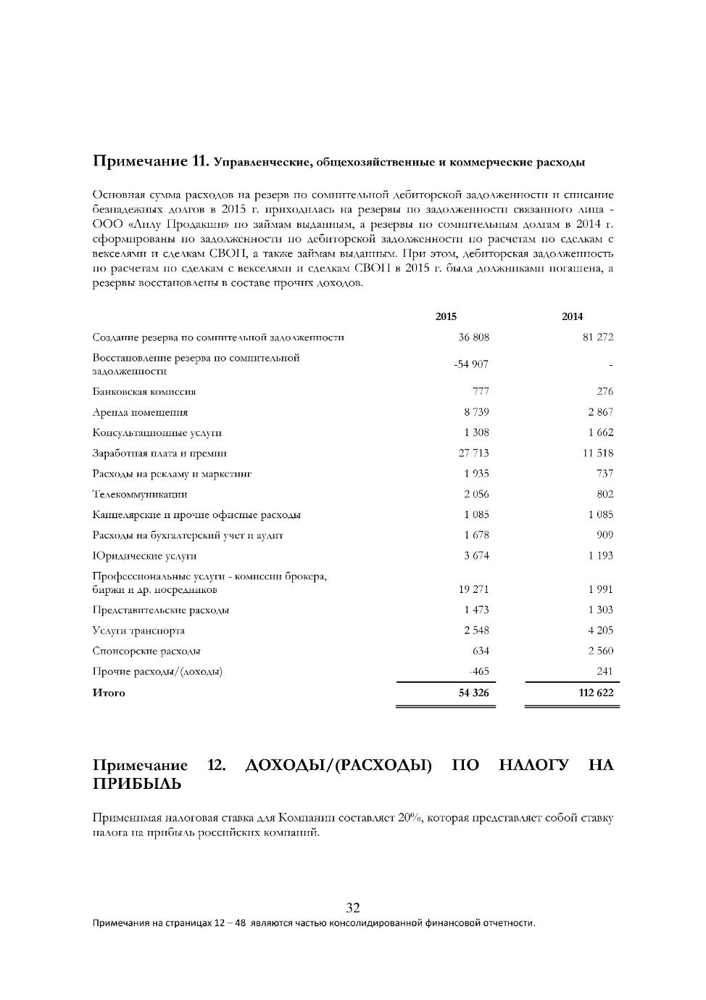 Примечание 11. Управленческие, общехозяйственные и коммерческие расходы
Основная сумма расходов на резерв по сомнительной дебиторской задолженности и списание
безнадежных долгов в 2015 г. приходилась на резервы по задолженности связанного лица -
ООО «Лилу Продакшн» по займам выданным, а резервы по сомнительным долгам в 2014 г.
сформированы по задолженности по дебиторской задолженности по расчетам по сделкам с
векселями и сделкам СВОП, а также займам выданным. При этом, дебиторская задолженность
по расчетам по сделкам с векселями и сделкам СВОП в 2015 г. была должниками погашена, а
резервы восстановлены в составе прочих доходов.
2015 2014
Создание резерва по сомнительной задолженности 36 808 81 272
Восстановление резерва по сомнительной
задолженности -54 907 -
Банковская комиссия 777 276
Аренда помещения 8 739 2 867
Консультационные услуги 1 308 1 662
Заработная плата и премии 27 713 11 518
Расходы на рекламу и маркетинг 1 935 737
Телекоммуникации 2 056 802
Канцелярские и прочие офисные расходы 1 085 1 085
Расходы на бухгалтерский учет и аудит 1 678 909
Юридические услуги 3 674 1 193
Профессиональные услуги - комиссии брокера,
биржи и др. посредников 19 271 1 991
Представительские расходы 1 473 1 303
Услуги транспорта 2 548 4 205
Спонсорские расходы 634 2 560
Прочие расходы/(доходы) -465 241
Итого 54 326 112 622
Примечание 12. ДОХОДЫ/(РАСХОДЫ) ПО НАЛОГУ НА
ПРИБЫЛЬ
Применимая налоговая ставка для Компании составляет 20%, которая представляет собой ставку
налога на прибыль российских компаний.
32
Примечания на страницах 12 – 48 являются частью консолидированной финансовой отчетности.